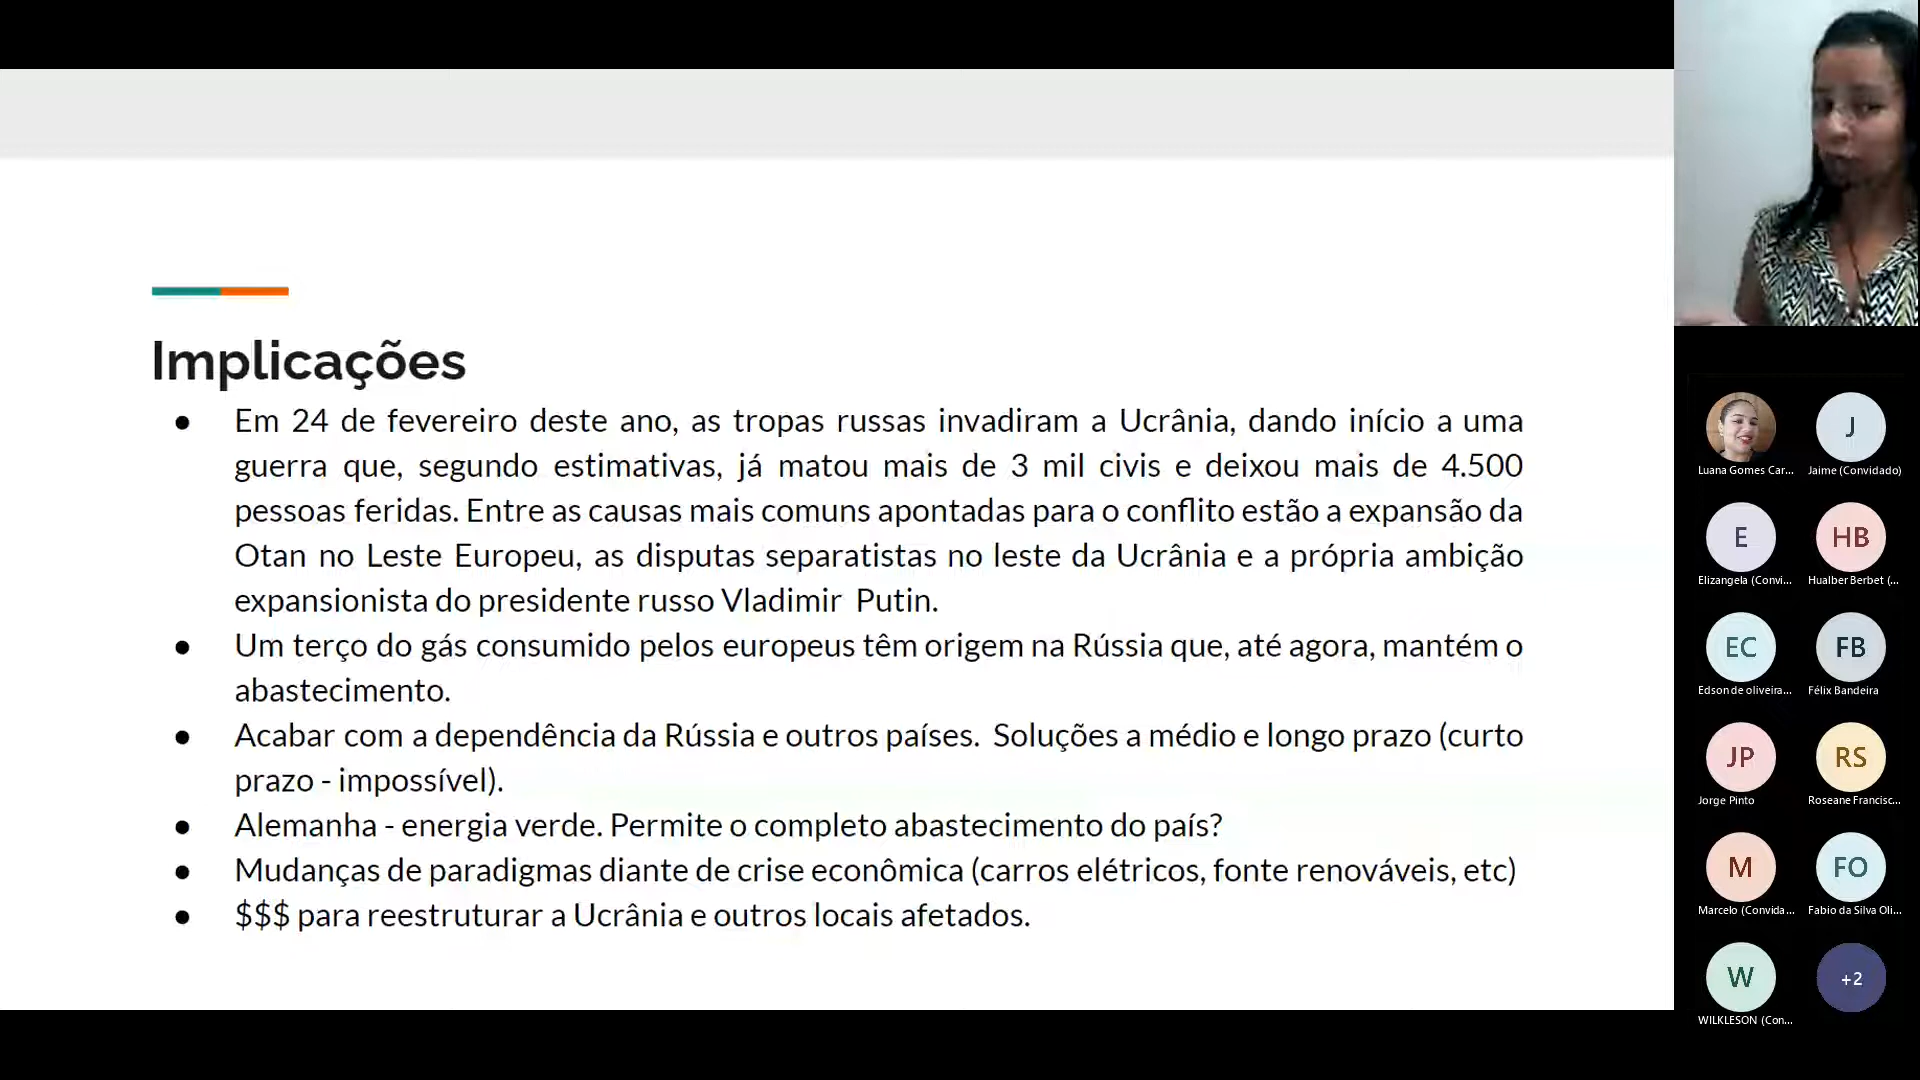 Implicações
● Em 24 de fevereiro deste ano, as tropas russas invadiram a Ucrânia, dando início a uma
guerra que, segundo estimativas, já matou mais de 3 mil civis e deixou mais de 4.500
pessoas feridas. Entre as causas mais comuns apontadas para o conflito estão a expansão da
Otan no Leste Europeu, as disputas separatistas no leste da Ucrânia e a própria ambição
expansionista do presidente russo Vladimir Putin.
● Um terço do gás consumido pelos europeus têm origem na Rússia que, até agora, mantém o
abastecimento.
● Acabar com a dependência da Rússia e outros países. Soluções a médio e longo prazo (curto
prazo - impossível).
● Alemanha - energia verde. Permite o completo abastecimento do país?
● Mudanças de paradigmas diante de crise econômica (carros elétricos, fonte renováveis, etc)
● $$$ para reestruturar a Ucrânia e outros locais afetados.
J
Luana Gomes Car... Jaime (Convidado)
E HB
Elizangela (Convi... Hualber Berbet (...
EC FB
Edson de oliveira... Félix Bandeira
JP RS
Jorge Pinto Roseane Francisc...
M FO
Marcelo (Convida... Fabio da Silva Oli...
W +2
WILKLESON (Con...